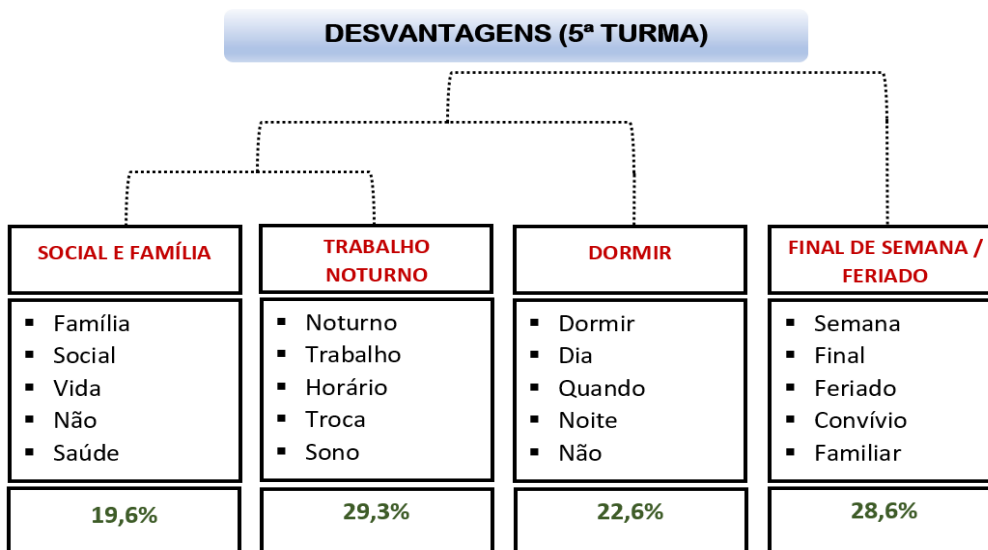 DESVANTAGENS (5ª TURMA)
SOCIAL E FAMÍLIA
Família
Social
Vida
Não
Saúde
19,6%
TRABALHO
NOTURNO
Noturno
Trabalho
Horário
Troca
Sono
29,3%
DORMIR
Dormir
Dia
Quando
Noite
Não
22,6%
FINAL DE SEMANA /
FERIADO
Semana
Final
Feriado
Convívio
Familiar
28,6%